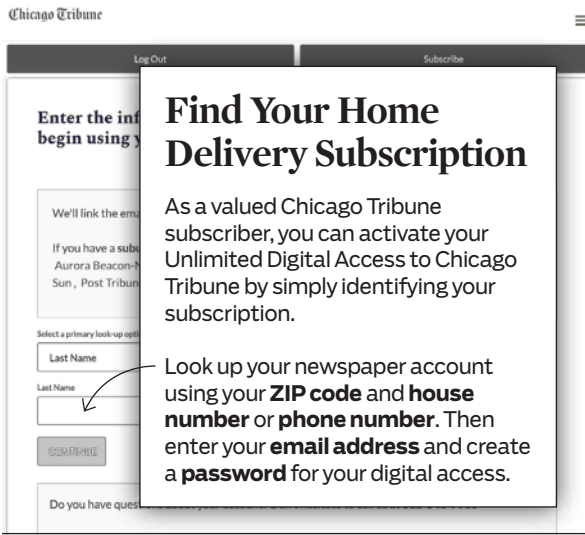 Chicago Tribune
Log Out
Subscribe
Enter the inf
begin using y
Find Your Home
Delivery Subscription
As a valued Chicago Tribune
subscriber, you can activate your
Unlimited Digital Access to Chicago
Tribune by simply identifying your
subscription.
Look up your newspaper account
using your ZIP code and house
number or phone number. Then
enter your email address and create
a password for your digital access.
We'll link the ema
If you have a subu
Aurora Beacon-N
Sun, Post Tribun
Select a primary look-up opti
Last Name
Last Name
CONTINUE
Do you have ques